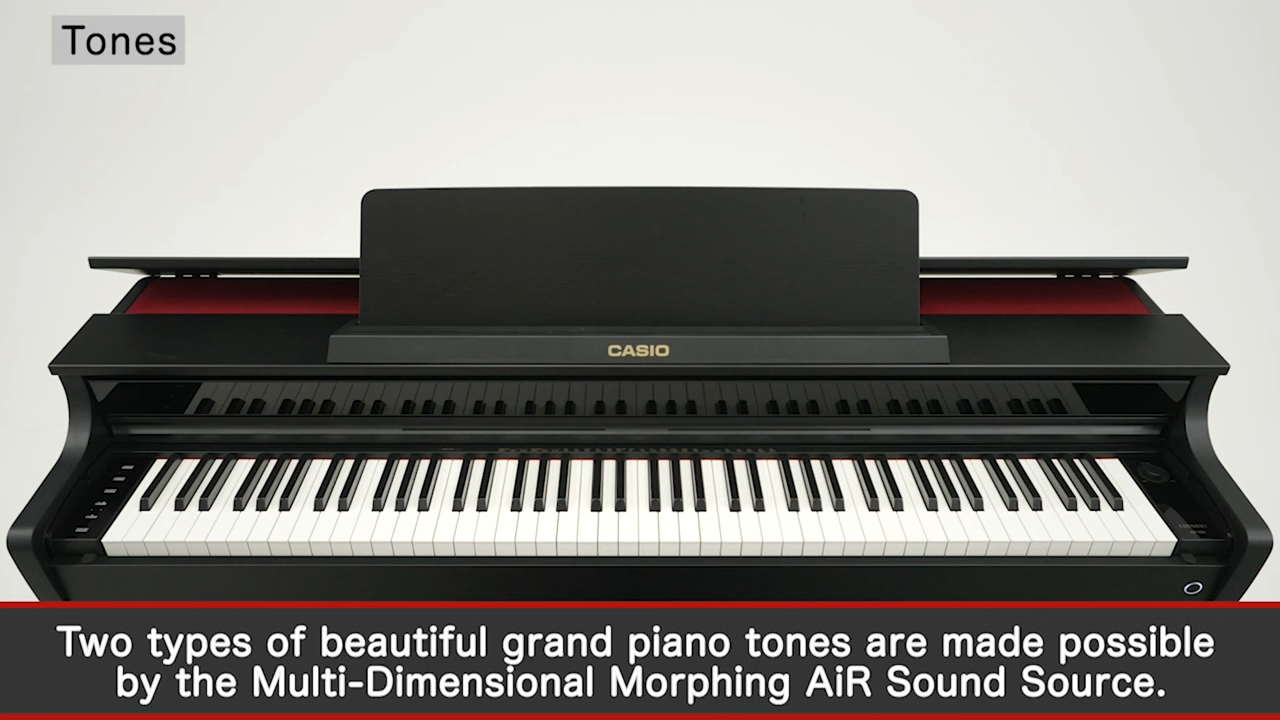 Tones
CASIO
Two types of beautiful grand piano tones are made possible
by the Multi-Dimensional Morphing AiR Sound Source.